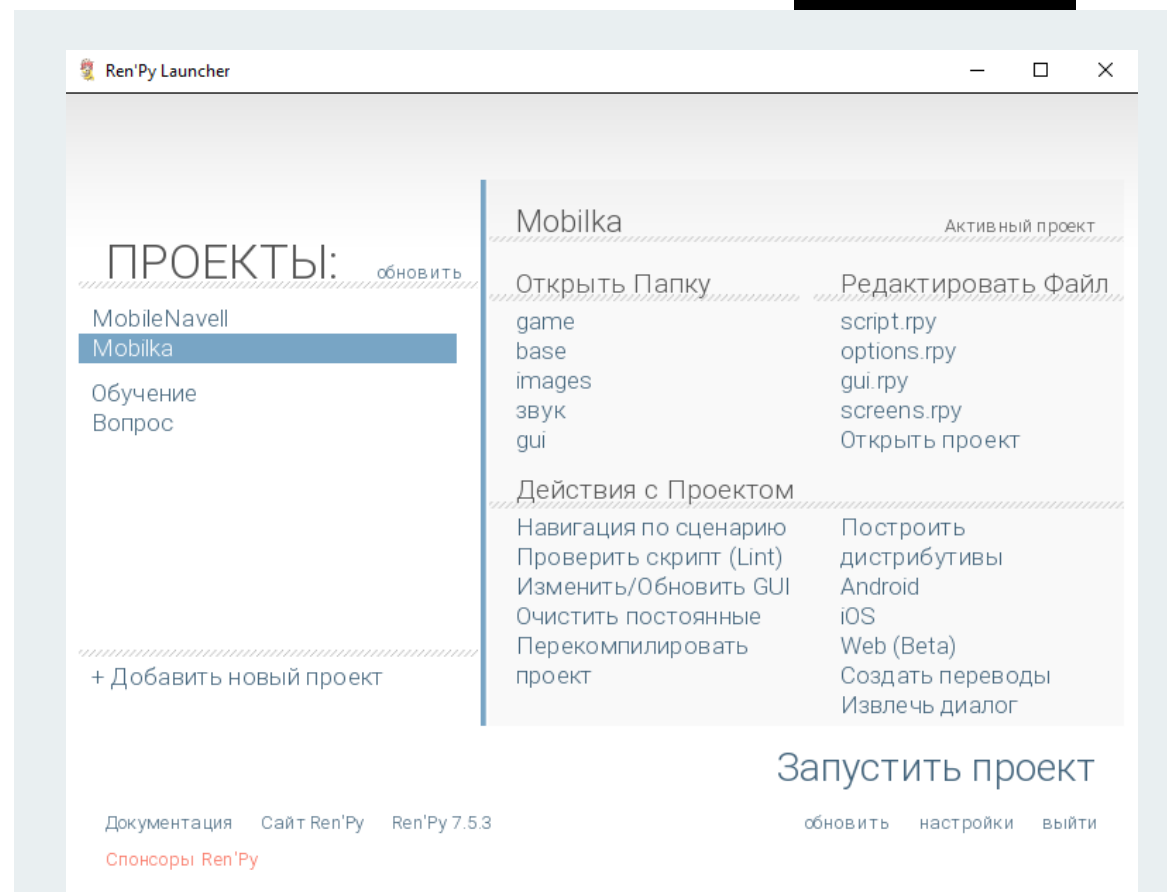 Ren'Py Launcher
ПРОЕКТЫ:
обновить
MobileNavell
Mobilka
Обучение
Вопрос
+ Добавить новый проект
Mobilka
Активный проект
Открыть Папку
game
base
images
звук
gui
Редактировать Файл
script.rpy
options.rpy
gui.rpy
screens.rpy
Открыть проект
Действия с Проектом
Навигация по сценарию
Проверить скрипт (Lint)
Изменить/Обновить GUI
Очистить постоянные
Перекомпилировать
проект
Построить
дистрибутивы
Android
iOS
Web (Beta)
Создать переводы
Извлечь диалог
Запустить проект
Документация
Сайт Ren'Py
Ren'Py 7.5.3
обновить
настройки
выйти
Спонсоры Ren'Py